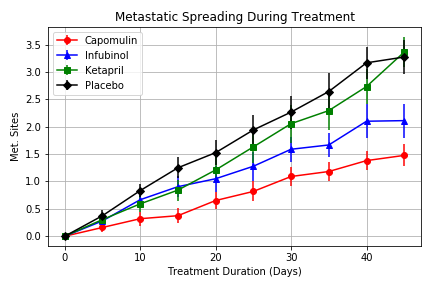 Metastatic Spreading During Treatment
Capomulin
Infubinol
Ketapril
Placebo
Met. Sites
3.5
3.0
2.5
2.0
1.5
1.0
0.5
0.0
0 10 20 30 40
Treatment Duration (Days)